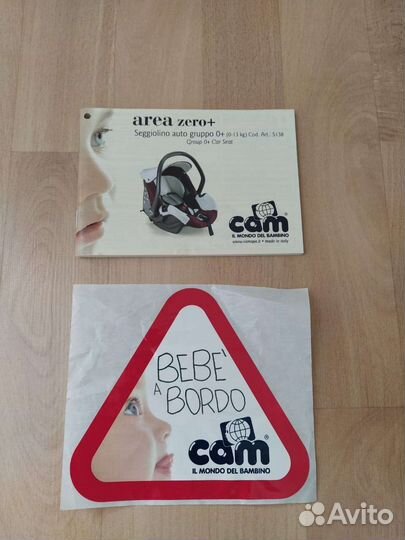 area zero+
Seggiolino auto gruppo 0+ (0-13 kg) Cod. Art.: S138
Group 0+ Car Seat
cam®
IL MONDO DEL BAMBINO
www.camspa.it • made in Italy
BEBE'
A
BORDO
cam®
IL MONDO DEL BAMBINO
Avito